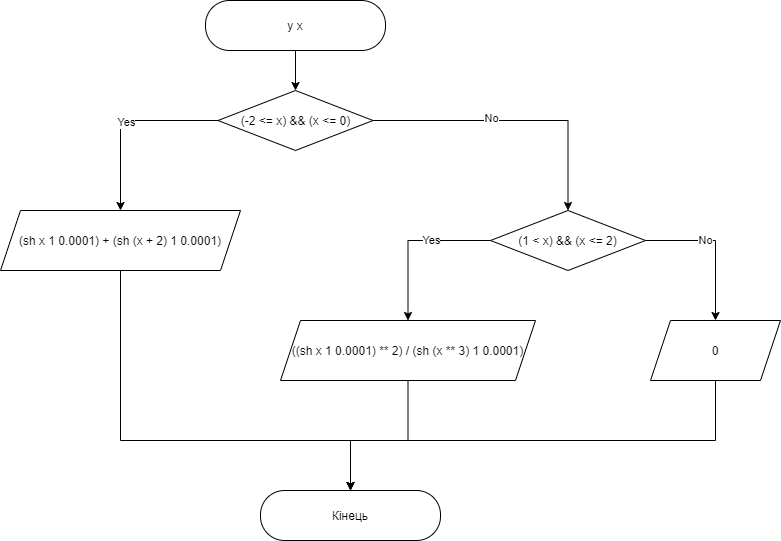 y x
(-2 <= x) && (x <= 0)
Yes
No
(sh x 1 0.0001) + (sh (x + 2) 1 0.0001)
(1 < x) && (x <= 2)
Yes
No
((sh x 1 0.0001) ** 2) / (sh (x ** 3) 1 0.0001)
0
Кінець